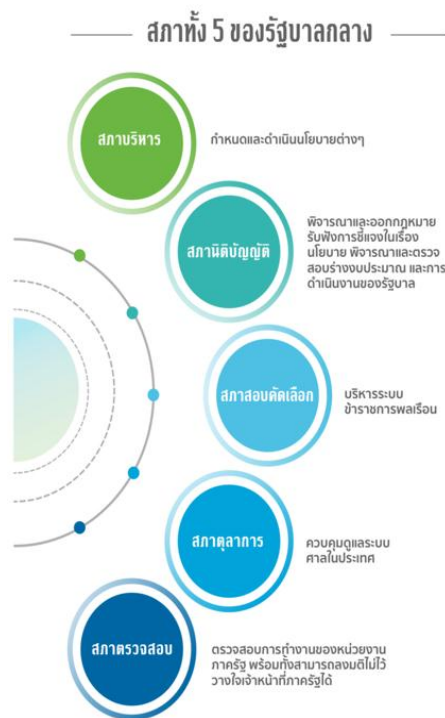 สภาทั้ง 5 ของรัฐบาลกลาง
สภาบริหาร
กำหนดและดำเนินนโยบายต่างๆ
สภานิติบัญญัติ
พิจารณาและออกกฎหมาย
รับฟังการชี้แจงในเรื่อง
นโยบาย พิจารณาและตรวจ
สอบร่างงบประมาณ และการ
ดำเนินงานของรัฐบาล
สภาสอบคัดเลือก
บริหารระบบ
ข้าราชการพลเรือน
สภาตุลาการ
ควบคุมดูแลระบบ
ศาลในประเทศ
สภาตรวจสอบ
ตรวจสอบการทำงานของหน่วยงาน
ภาครัฐ พร้อมทั้งสามารถลงมติไม่ไว้
วางใจเจ้าหน้าที่ภาครัฐได้